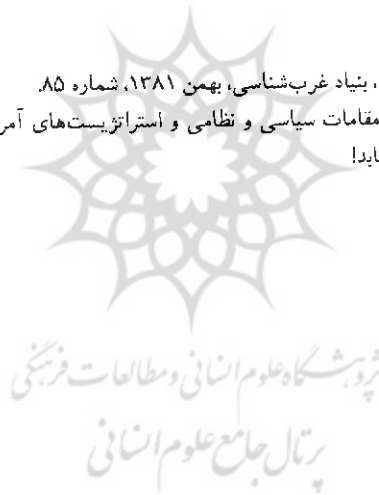 ، بنیاد غرب‌شناسی، بهمن ۱۳۸۱، شماره ۸۵.
مقامات سیاسی و نظامی و استراتژیست‌های آمر
اید!
پژوهشگاه علوم انسانی و مطالعات فرهنگی
پرتال جامع علوم انسانی